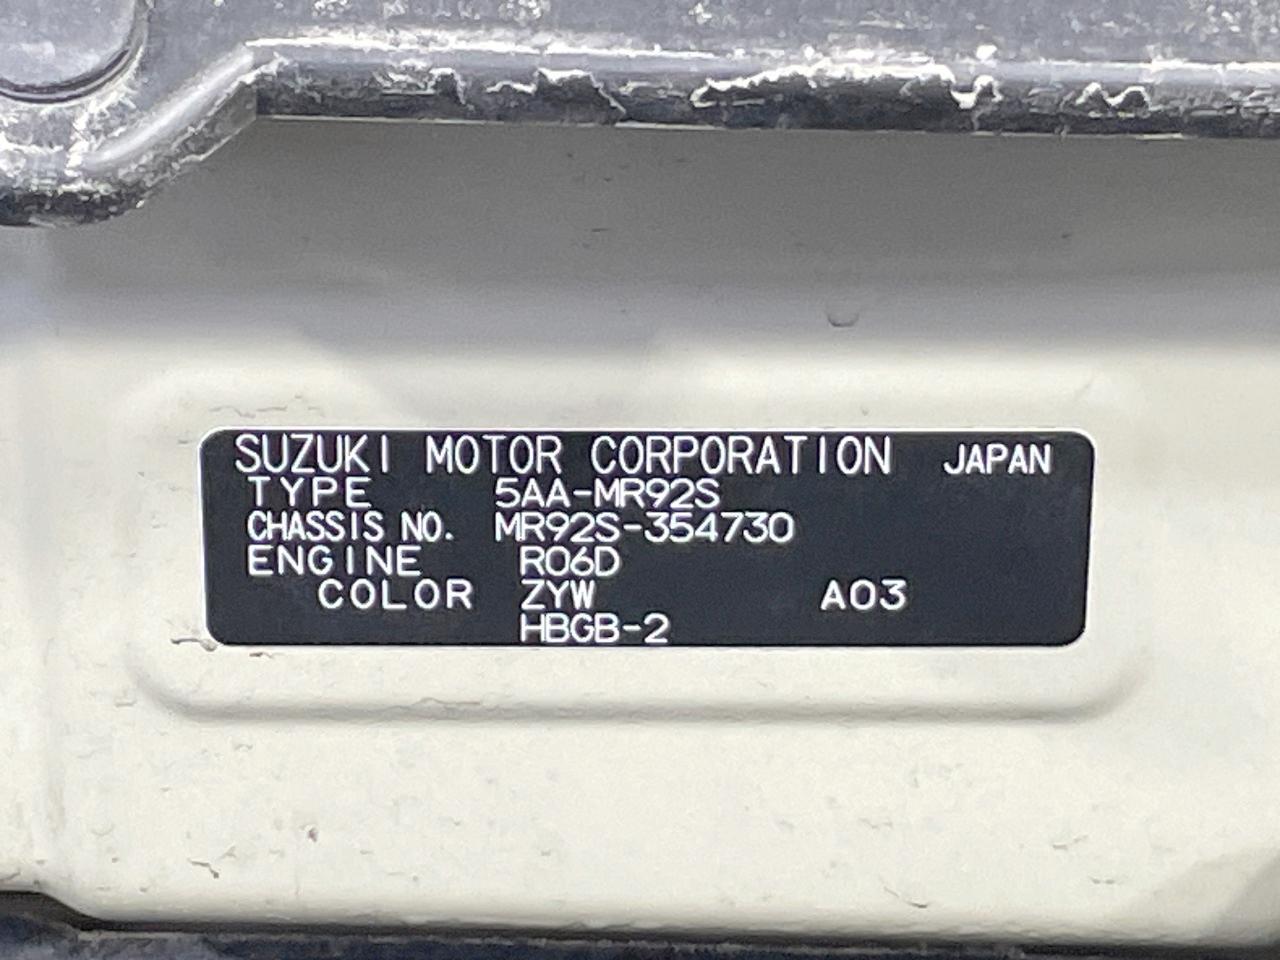 SUZUKI MOTOR CORPORATION JAPAN
TYPE 5AA-MR92S
CHASSIS NO. MR92S-354730
ENGINE R06D
COLOR ZYW A03
HBGB-2